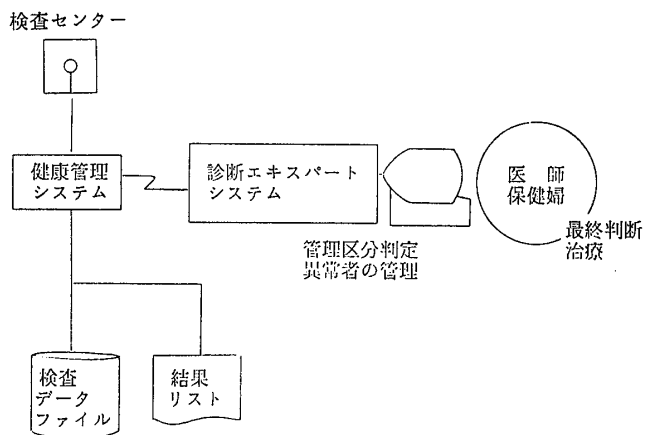 検査センター
健康管理
システム
診断エキスパート
システム
医師
保健婦
最終判断
治療
管理区分判定
異常者の管理
検査
データ
ファイル
結果
リスト